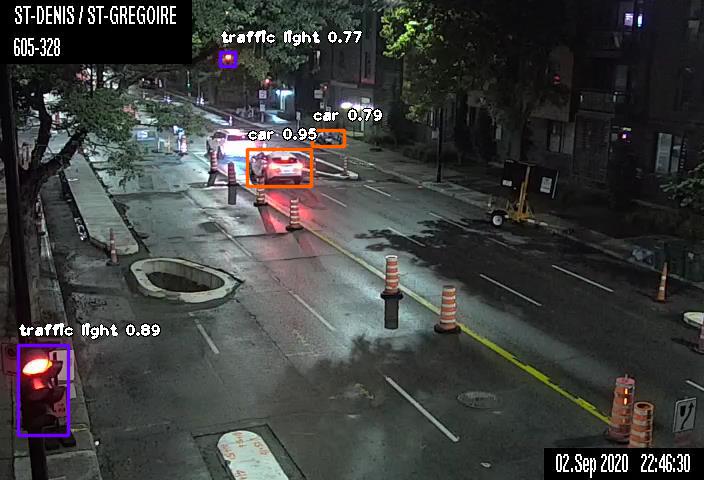 ST-DENIS / ST-GREGOIRE
605-328
traffic light 0.77
car 0.79
car 0.95
traffic light 0.89
02.Sep 2020 22:46:30